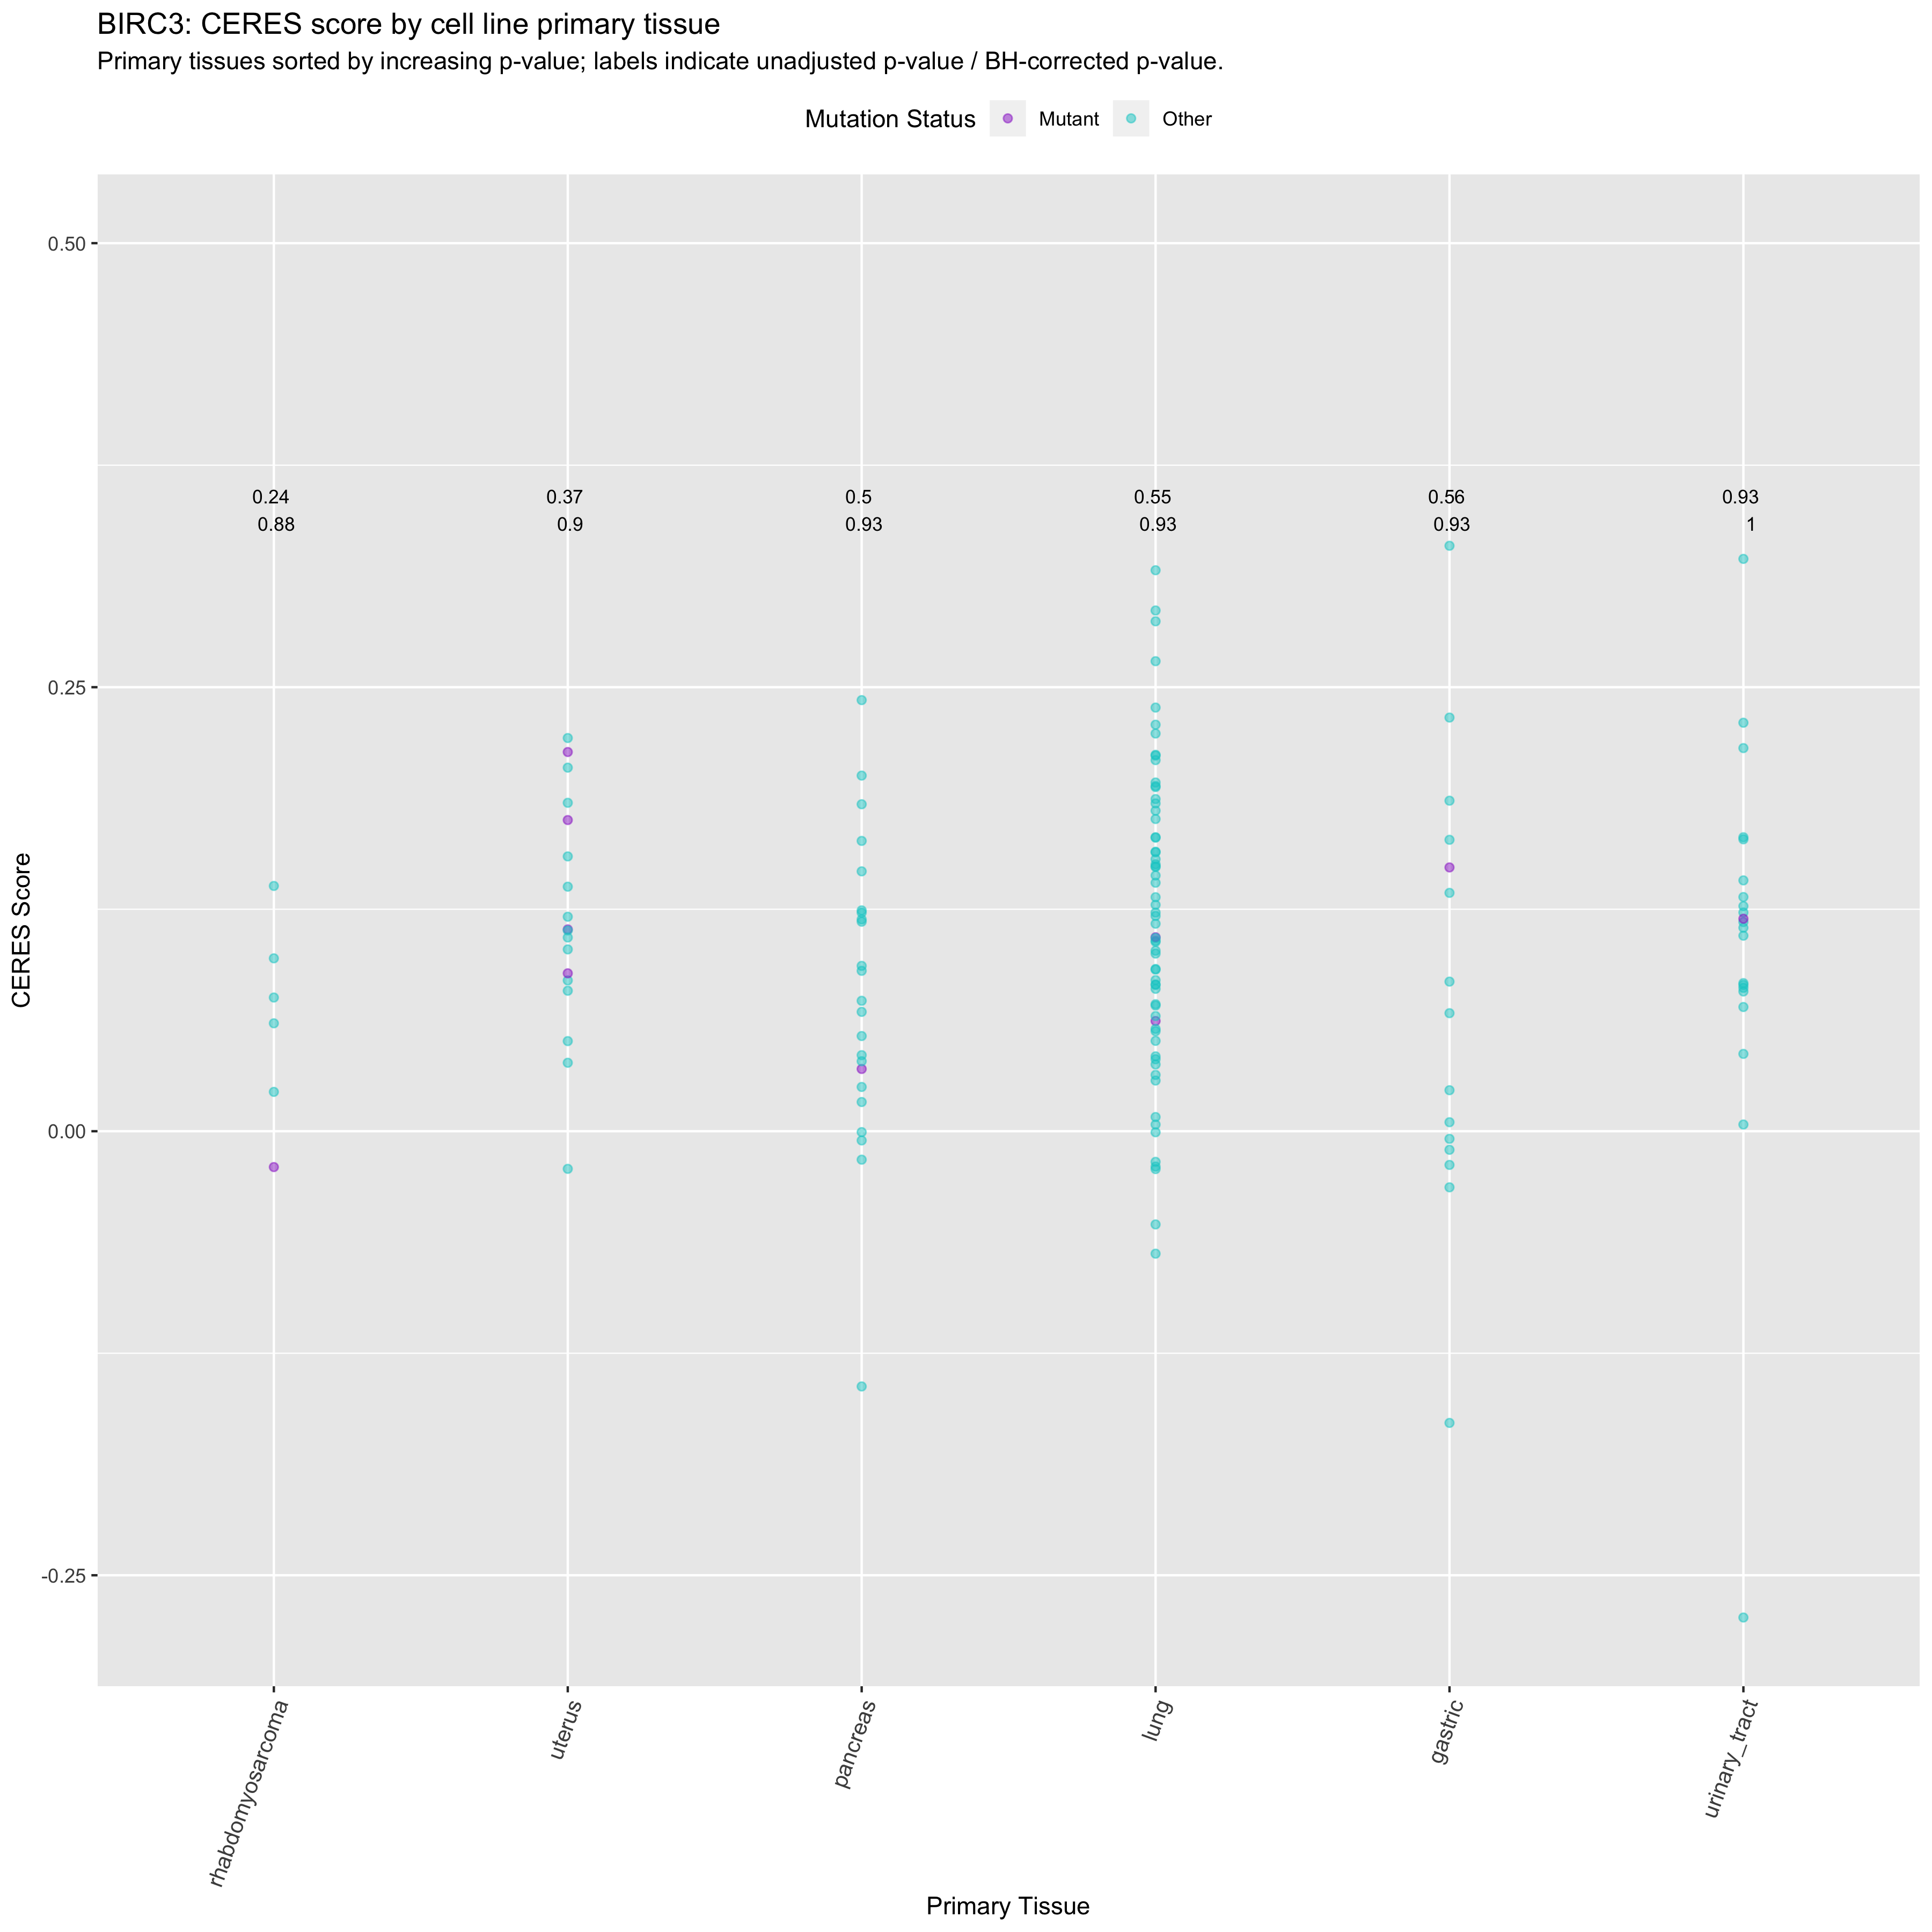 BIRC3: CERES score by cell line primary tissue
Primary tissues sorted by increasing p-value; labels indicate unadjusted p-value / BH-corrected p-value.
Mutation Status Mutant Other
0.50
0.24 0.37 0.5 0.55 0.56 0.93
0.88 0.9 0.93 0.93 0.93 1
0.25
CERES Score
0.00
-0.25
rhabdomyosarcoma uterus pancreas lung gastric urinary_tract
Primary Tissue